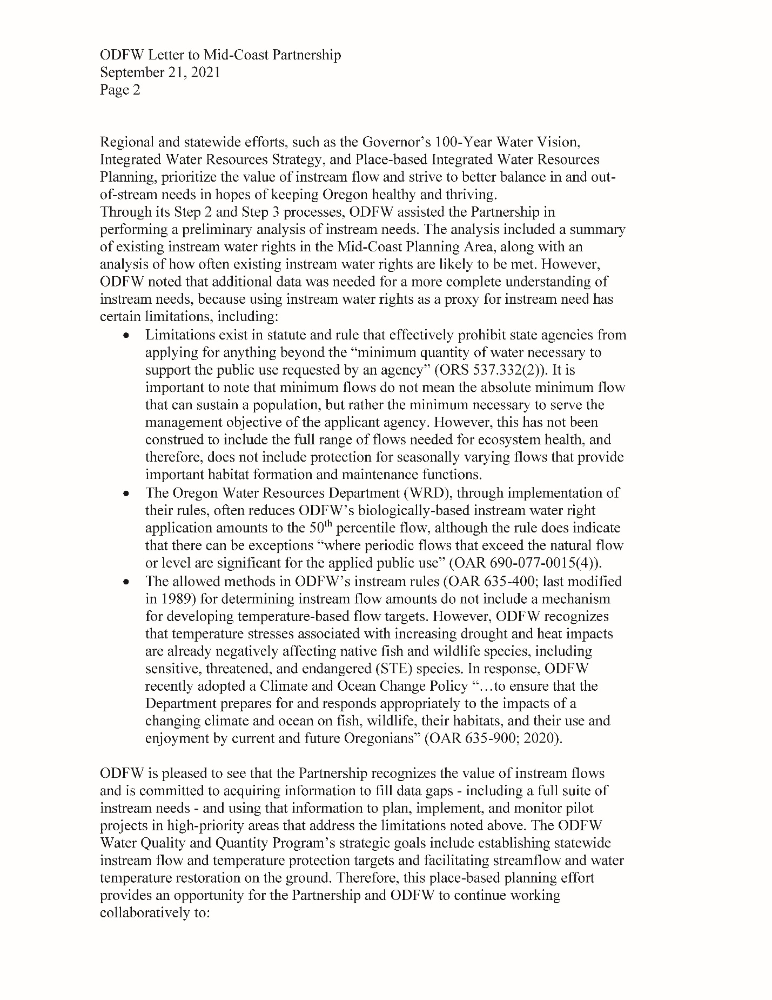 ODFW Letter to Mid-Coast Partnership
September 21, 2021
Page 2
Regional and statewide efforts, such as the Governor’s 100-Year Water Vision,
Integrated Water Resources Strategy, and Place-based Integrated Water Resources
Planning, prioritize the value of instream flow and strive to better balance in and out-
of-stream needs in hopes of keeping Oregon healthy and thriving.
Through its Step 2 and Step 3 processes, ODFW assisted the Partnership in
performing a preliminary analysis of instream needs. The analysis included a summary
of existing instream water rights in the Mid-Coast Planning Area, along with an
analysis of how often existing instream water rights are likely to be met. However,
ODFW noted that additional data was needed for a more complete understanding of
instream needs, because using instream water rights as a proxy for instream need has
certain limitations, including:
• Limitations exist in statute and rule that effectively prohibit state agencies from
applying for anything beyond the “minimum quantity of water necessary to
support the public use requested by an agency” (ORS 537.332(2)). It is
important to note that minimum flows do not mean the absolute minimum flow
that can sustain a population, but rather the minimum necessary to serve the
management objective of the applicant agency. However, this has not been
construed to include the full range of flows needed for ecosystem health, and
therefore, does not include protection for seasonally varying flows that provide
important habitat formation and maintenance functions.
• The Oregon Water Resources Department (WRD), through implementation of
their rules, often reduces ODFW’s biologically-based instream water right
application amounts to the 50th percentile flow, although the rule does indicate
that there can be exceptions “where periodic flows that exceed the natural flow
or level are significant for the applied public use” (OAR 690-077-0015(4)).
• The allowed methods in ODFW’s instream rules (OAR 635-400; last modified
in 1989) for determining instream flow amounts do not include a mechanism
for developing temperature-based flow targets. However, ODFW recognizes
that temperature stresses associated with increasing drought and heat impacts
are already negatively affecting native fish and wildlife species, including
sensitive, threatened, and endangered (STE) species. In response, ODFW
recently adopted a Climate and Ocean Change Policy “…to ensure that the
Department prepares for and responds appropriately to the impacts of a
changing climate and ocean on fish, wildlife, their habitats, and their use and
enjoyment by current and future Oregonians” (OAR 635-900; 2020).
ODFW is pleased to see that the Partnership recognizes the value of instream flows
and is committed to acquiring information to fill data gaps - including a full suite of
instream needs - and using that information to plan, implement, and monitor pilot
projects in high-priority areas that address the limitations noted above. The ODFW
Water Quality and Quantity Program’s strategic goals include establishing statewide
instream flow and temperature protection targets and facilitating streamflow and water
temperature restoration on the ground. Therefore, this place-based planning effort
provides an opportunity for the Partnership and ODFW to continue working
collaboratively to: